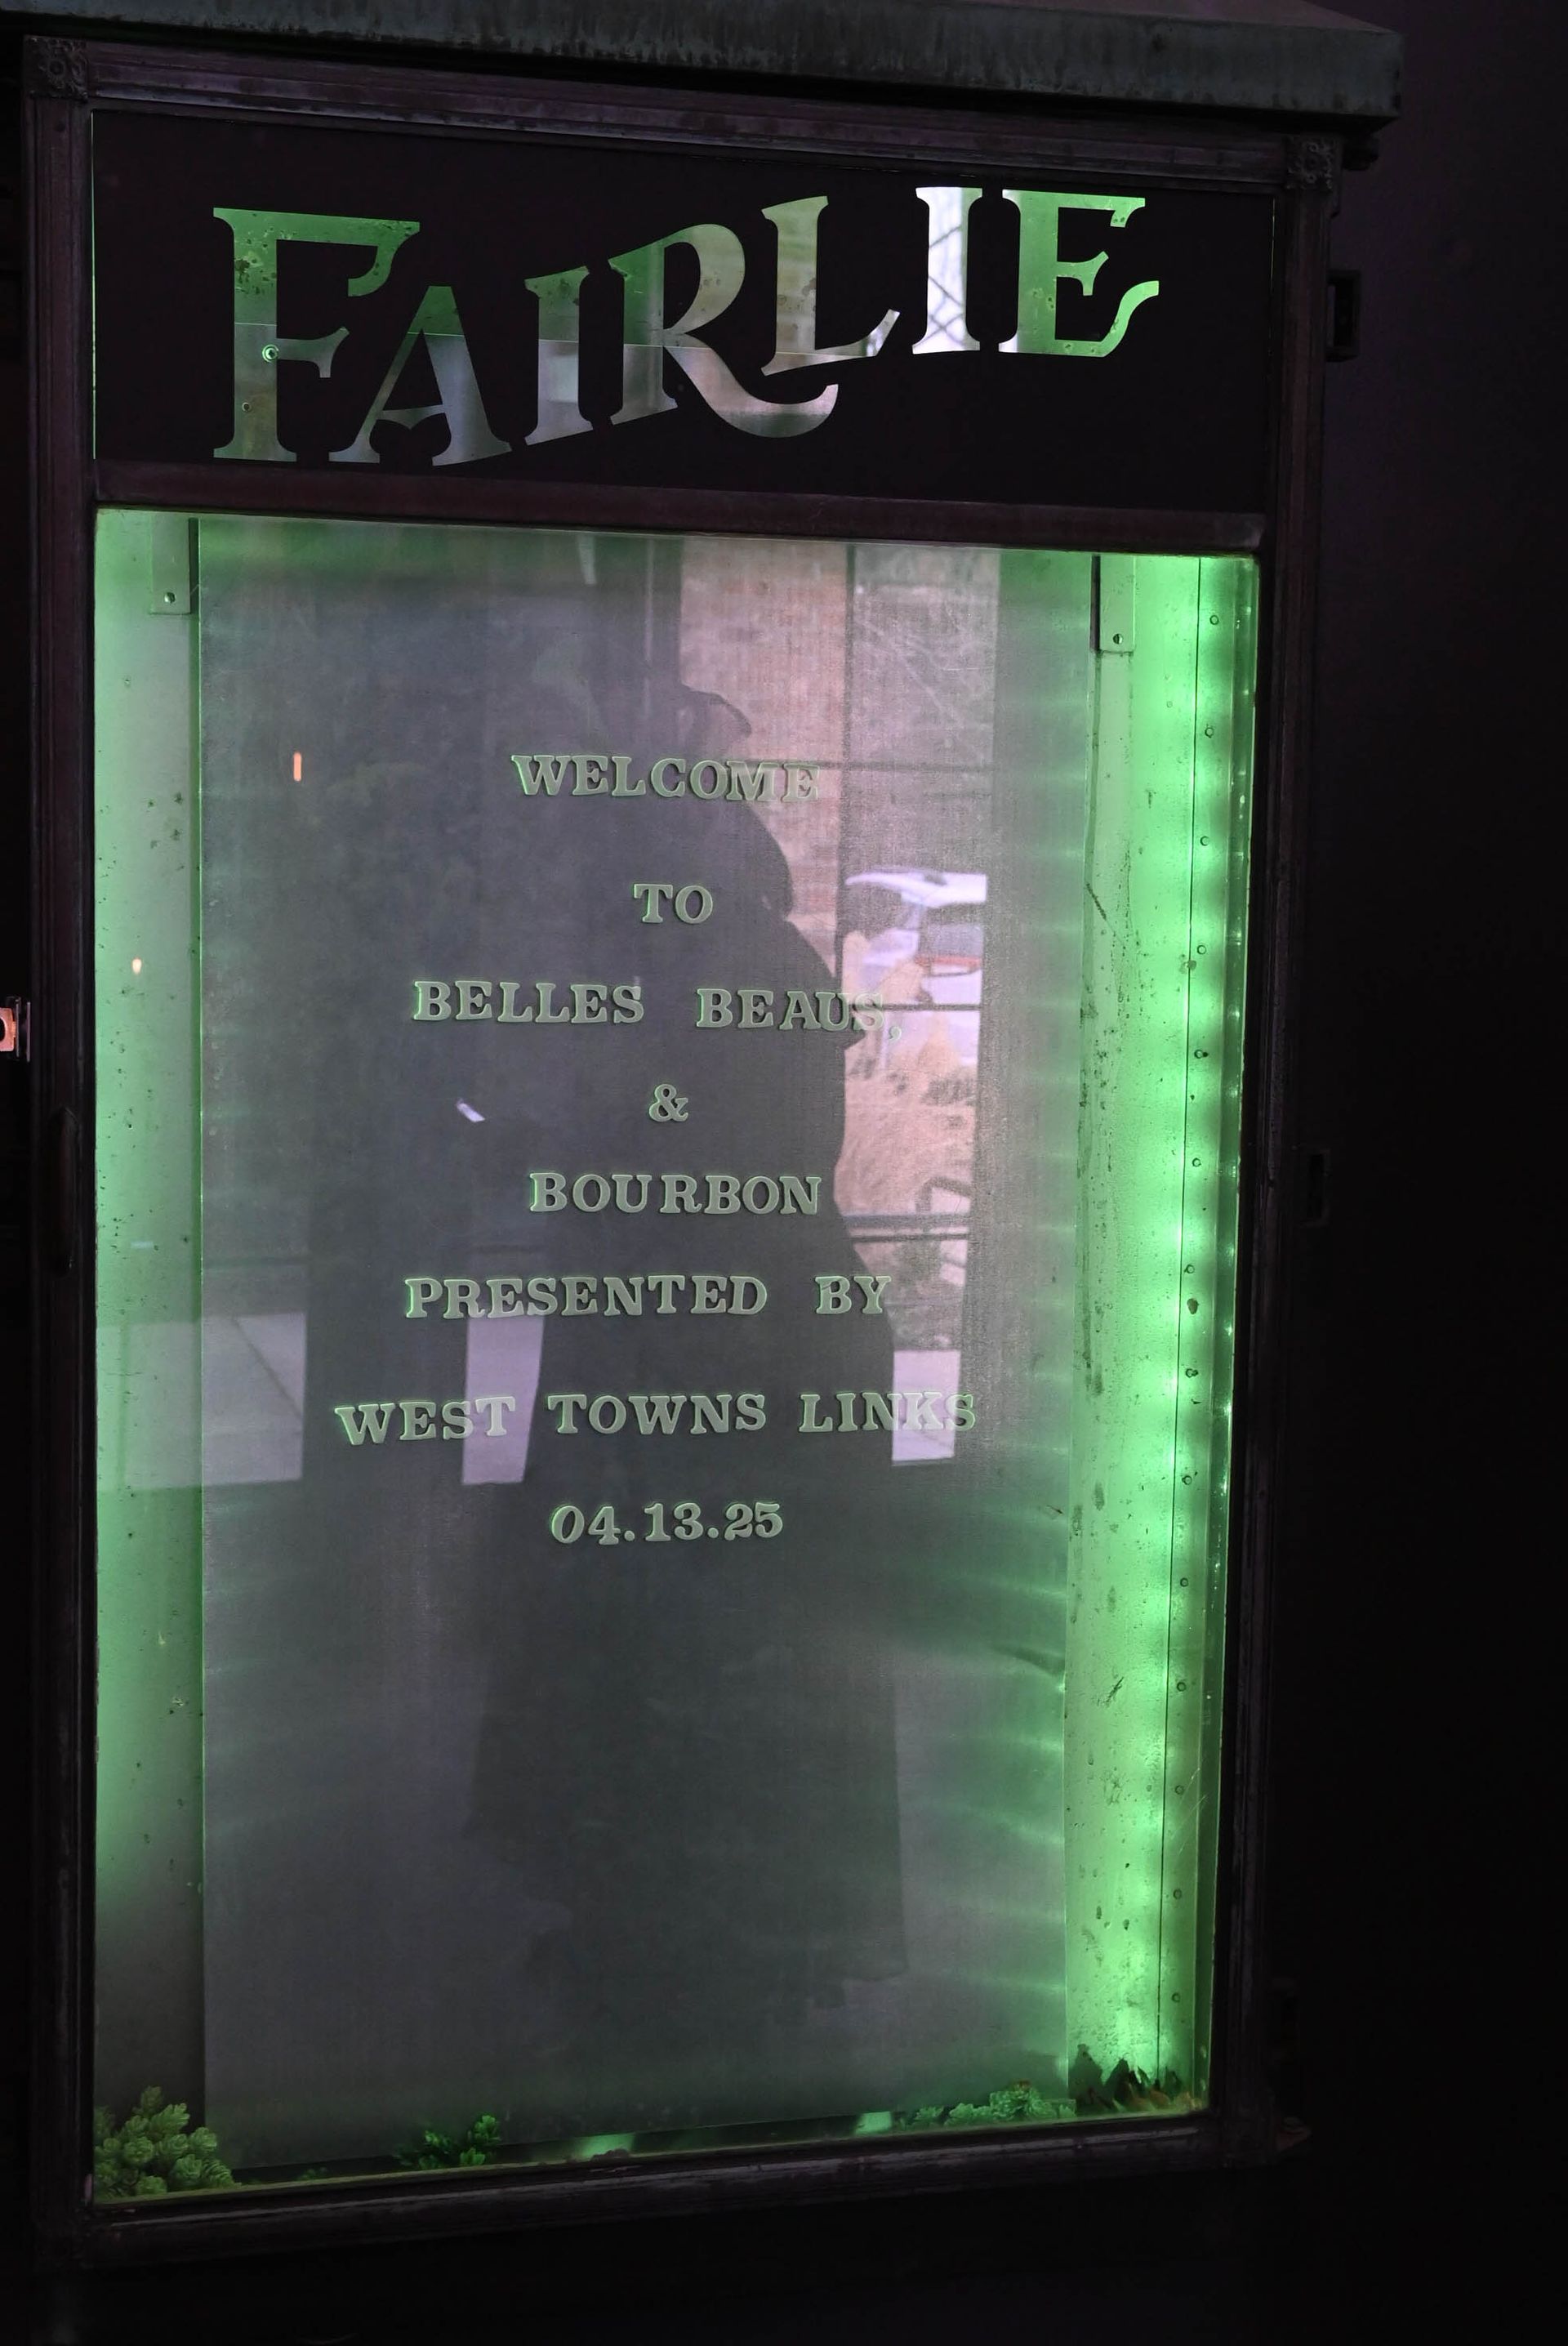 FAIRLIE
WELCOME
TO
BELLES BEAUS,
&
BOURBON
PRESENTED BY
WEST TOWNS LINKS
04.13.25